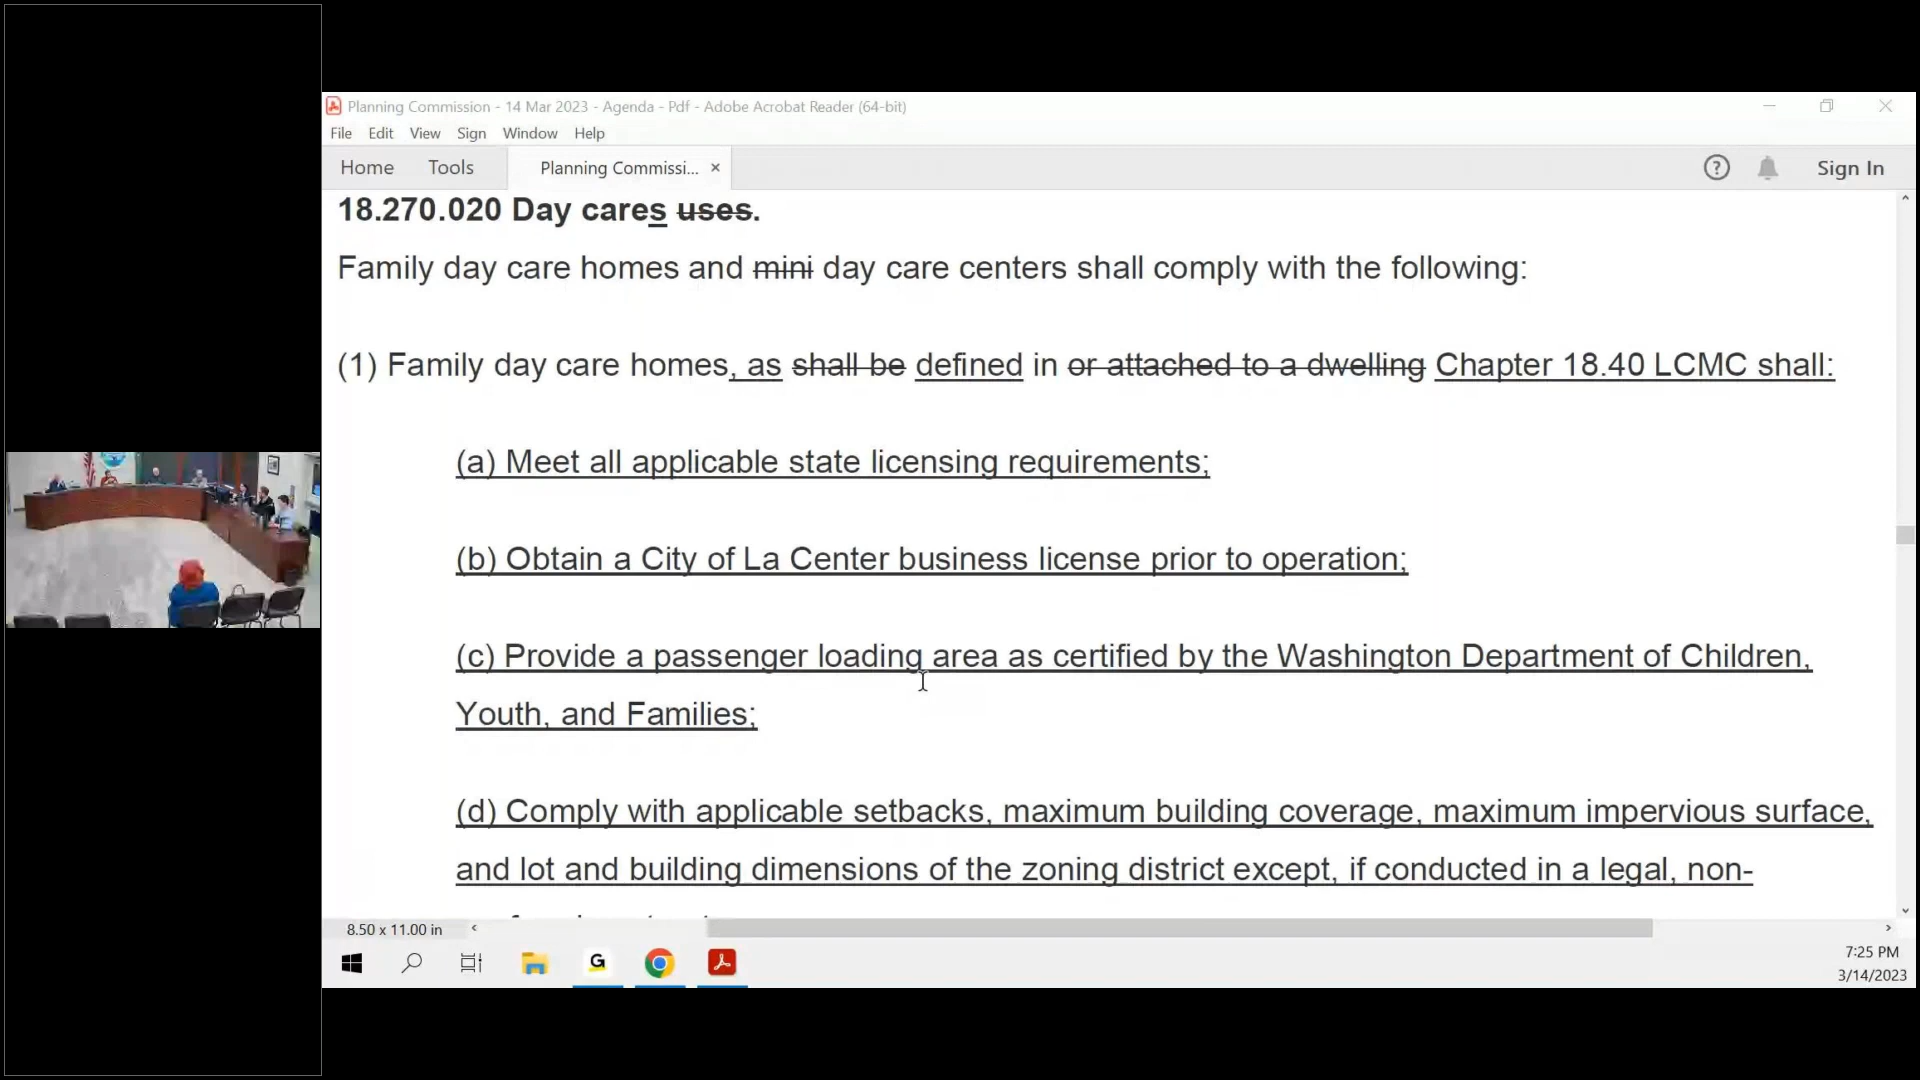 Planning Commission - 14 Mar 2023 - Agenda - Pdf - Adobe Acrobat Reader (64-bit)
File Edit View Sign Window Help
Home Tools Planning Commissi... × Sign In
18.270.020 Day cares uses.
Family day care homes and mini day care centers shall comply with the following:
(1) Family day care homes, as shall be defined in or attached to a dwelling Chapter 18.40 LCMC shall:
(a) Meet all applicable state licensing requirements;
(b) Obtain a City of La Center business license prior to operation;
(c) Provide a passenger loading area as certified by the Washington Department of Children,
Youth, and Families;
(d) Comply with applicable setbacks, maximum building coverage, maximum impervious surface,
and lot and building dimensions of the zoning district except, if conducted in a legal, non-
8.50 x 11.00 in
G
7:25 PM
3/14/2023